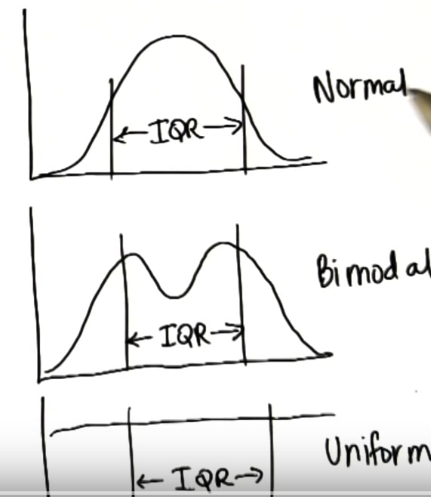 Normal
←IQR→
Bimodal
←IQR→
Uniform
←IQR→